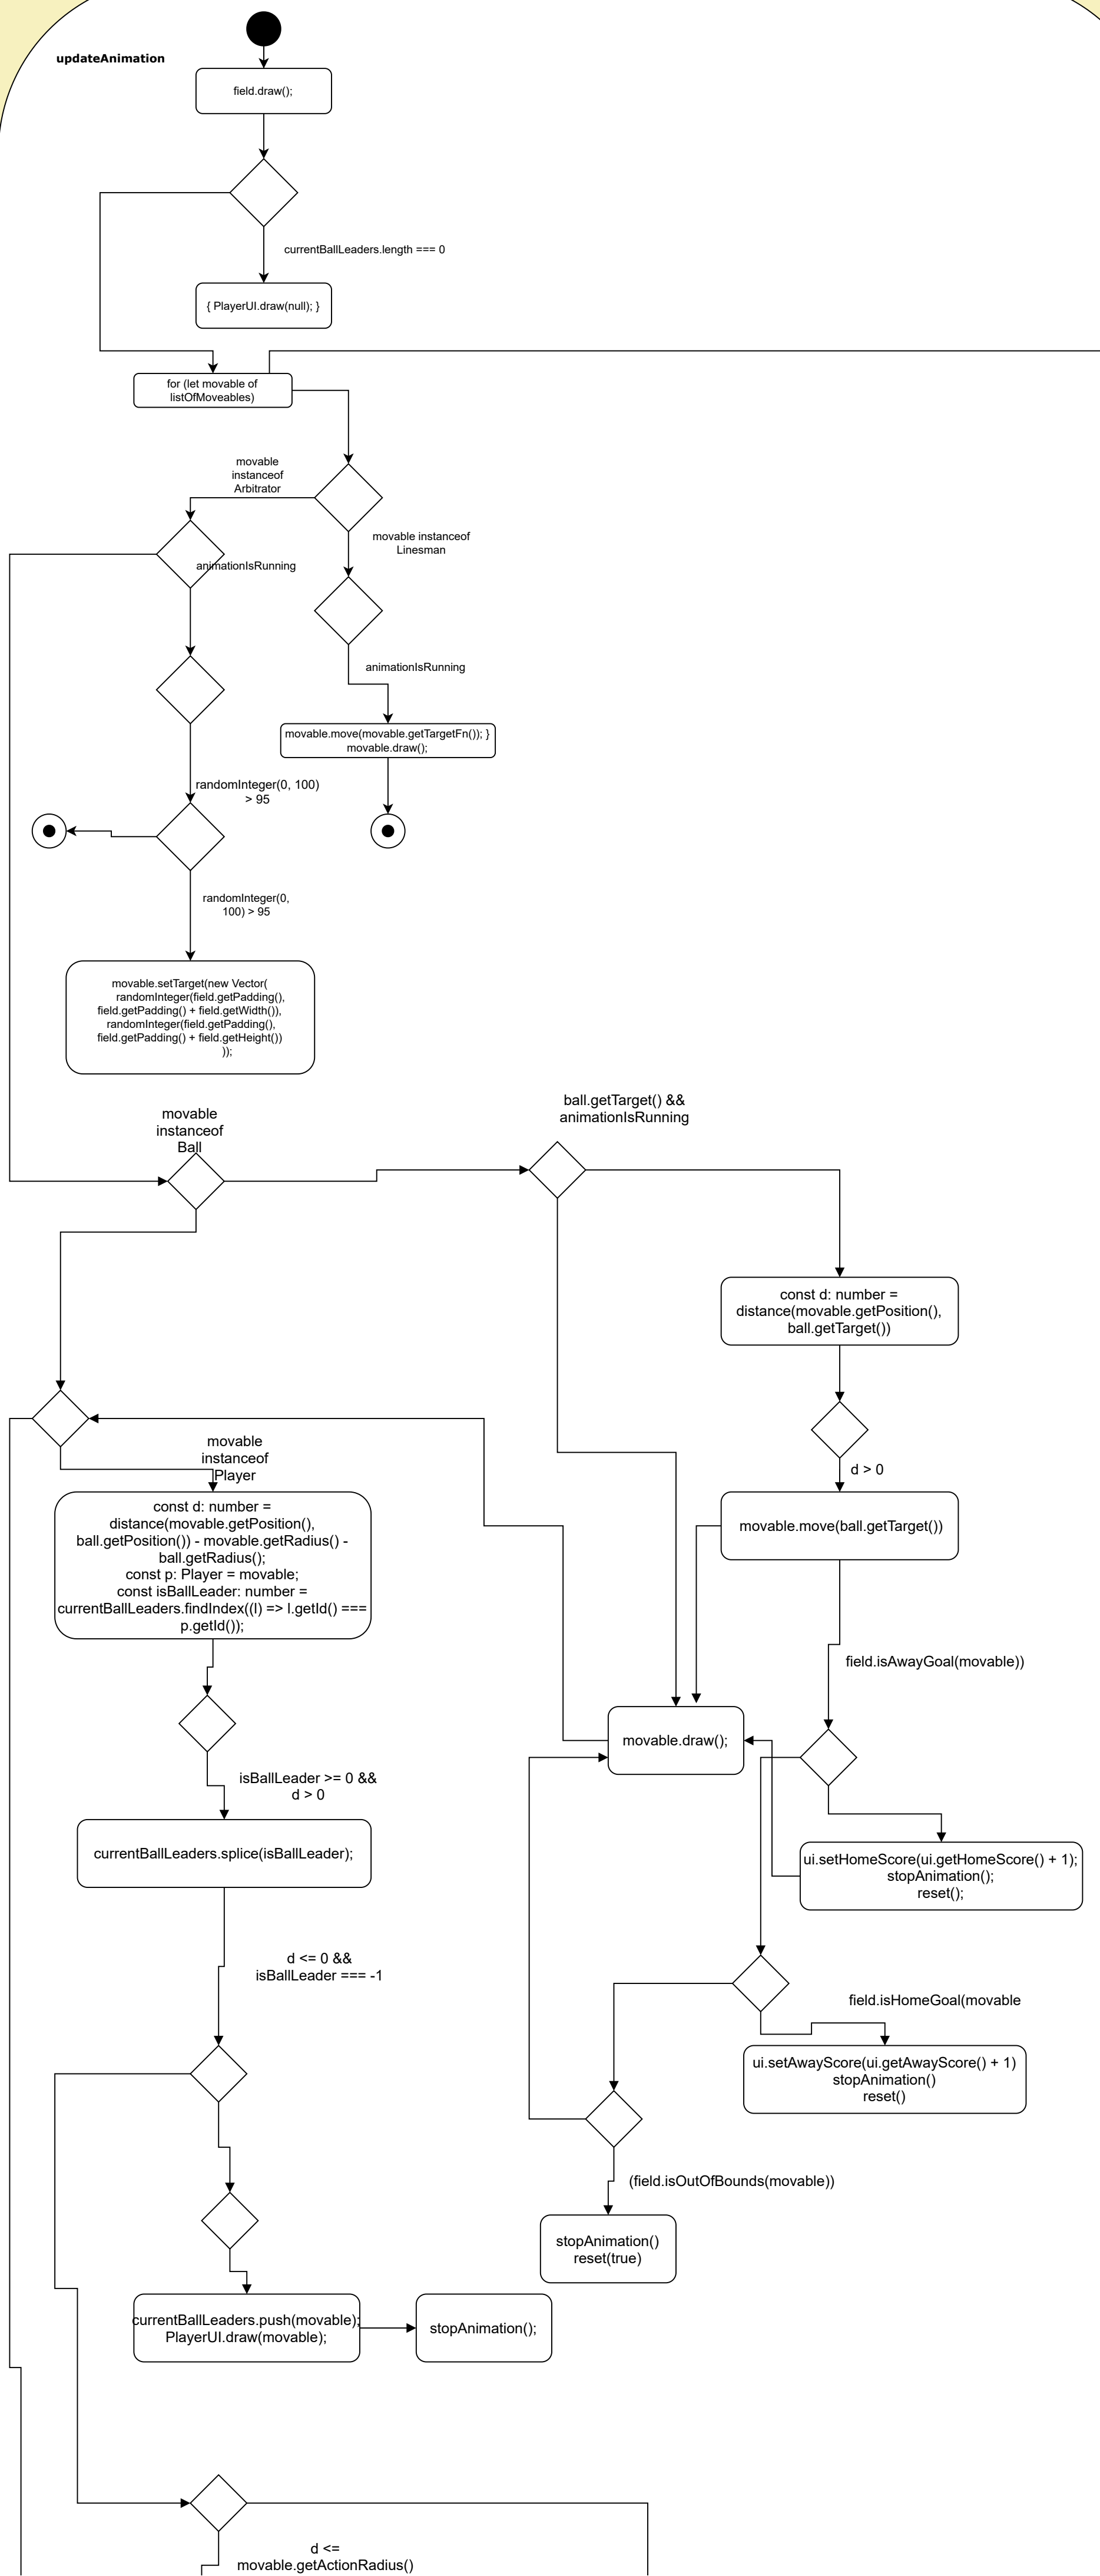 updateAnimation
field.draw();
currentBallLeaders.length === 0
{ PlayerUI.draw(null); }
for (let movable of
listOfMoveables)
movable
instanceof
Arbitrator
movable instanceof
Linesman
animationIsRunning
animationIsRunning
movable.move(movable.getTargetFn()); }
movable.draw();
randomInteger(0, 100)
> 95
randomInteger(0,
100) > 95
movable.setTarget(new Vector(
randomInteger(field.getPadding(),
field.getPadding() + field.getWidth()),
randomInteger(field.getPadding(),
field.getPadding() + field.getHeight())
));
movable
instanceof
Ball
ball.getTarget() &&
animationIsRunning
const d: number =
distance(movable.getPosition(),
ball.getTarget())
d > 0
movable.move(ball.getTarget())
movable
instanceof
Player
const d: number =
distance(movable.getPosition(),
ball.getPosition()) - movable.getRadius() -
ball.getRadius();
const p: Player = movable;
const isBallLeader: number =
currentBallLeaders.findIndex((l) => l.getId() ===
p.getId());
field.isAwayGoal(movable))
movable.draw();
isBallLeader >= 0 &&
d > 0
currentBallLeaders.splice(isBallLeader);
ui.setHomeScore(ui.getHomeScore() + 1);
stopAnimation();
reset();
d <= 0 &&
isBallLeader === -1
field.isHomeGoal(movable
ui.setAwayScore(ui.getAwayScore() + 1)
stopAnimation()
reset()
(field.isOutOfBounds(movable))
stopAnimation()
reset(true)
currentBallLeaders.push(movable);
PlayerUI.draw(movable);
stopAnimation();
d <=
movable.getActionRadius()